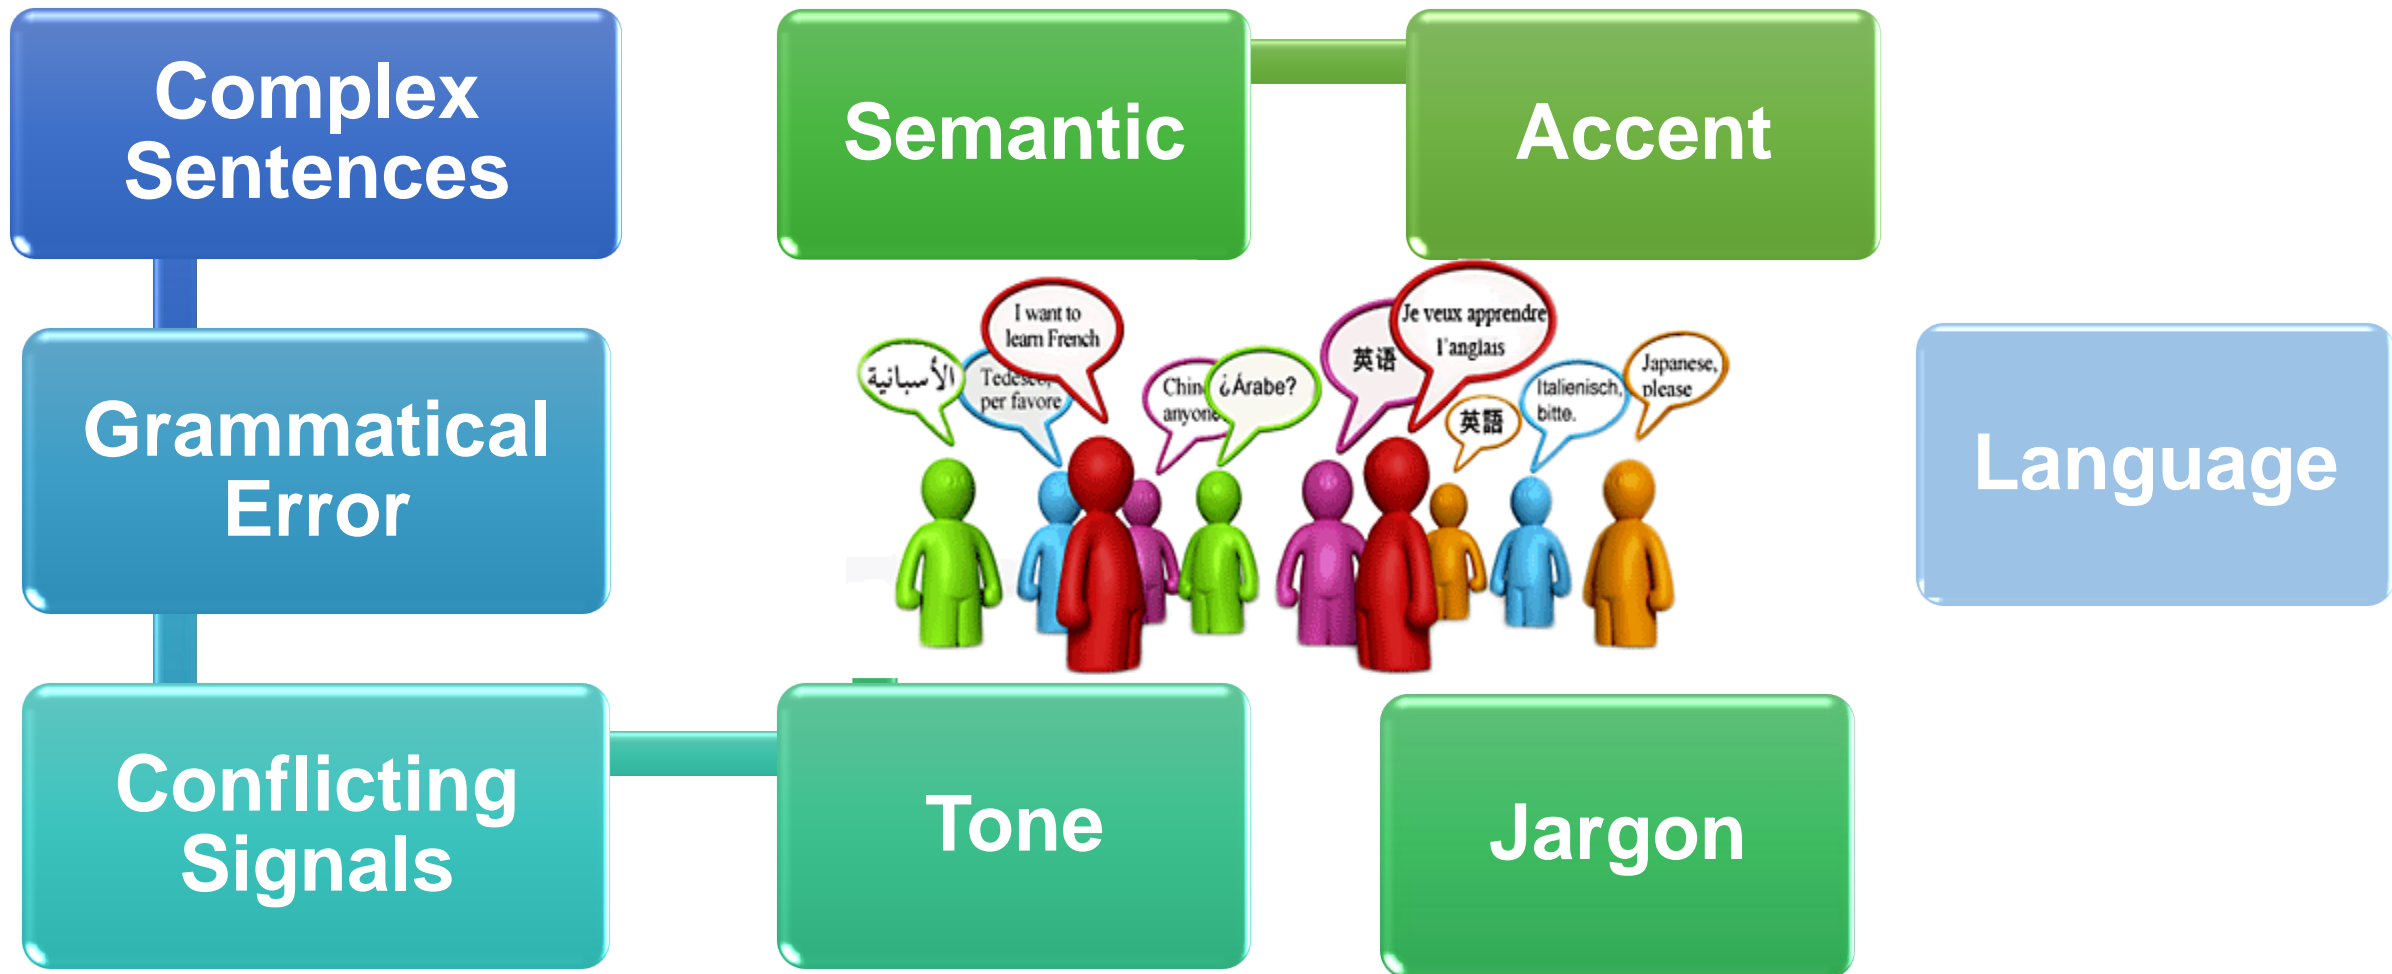 Complex
Sentences
Semantic
Accent
Grammatical
Error
I want to
learn French
الأسبانية
Tedesco,
per favore
anyone
¿Árabe?
英语
Je veux apprendre
l'anglais
英語
Italienisch,
bitte.
Japanese,
please
Language
Conflicting
Signals
Tone
Jargon